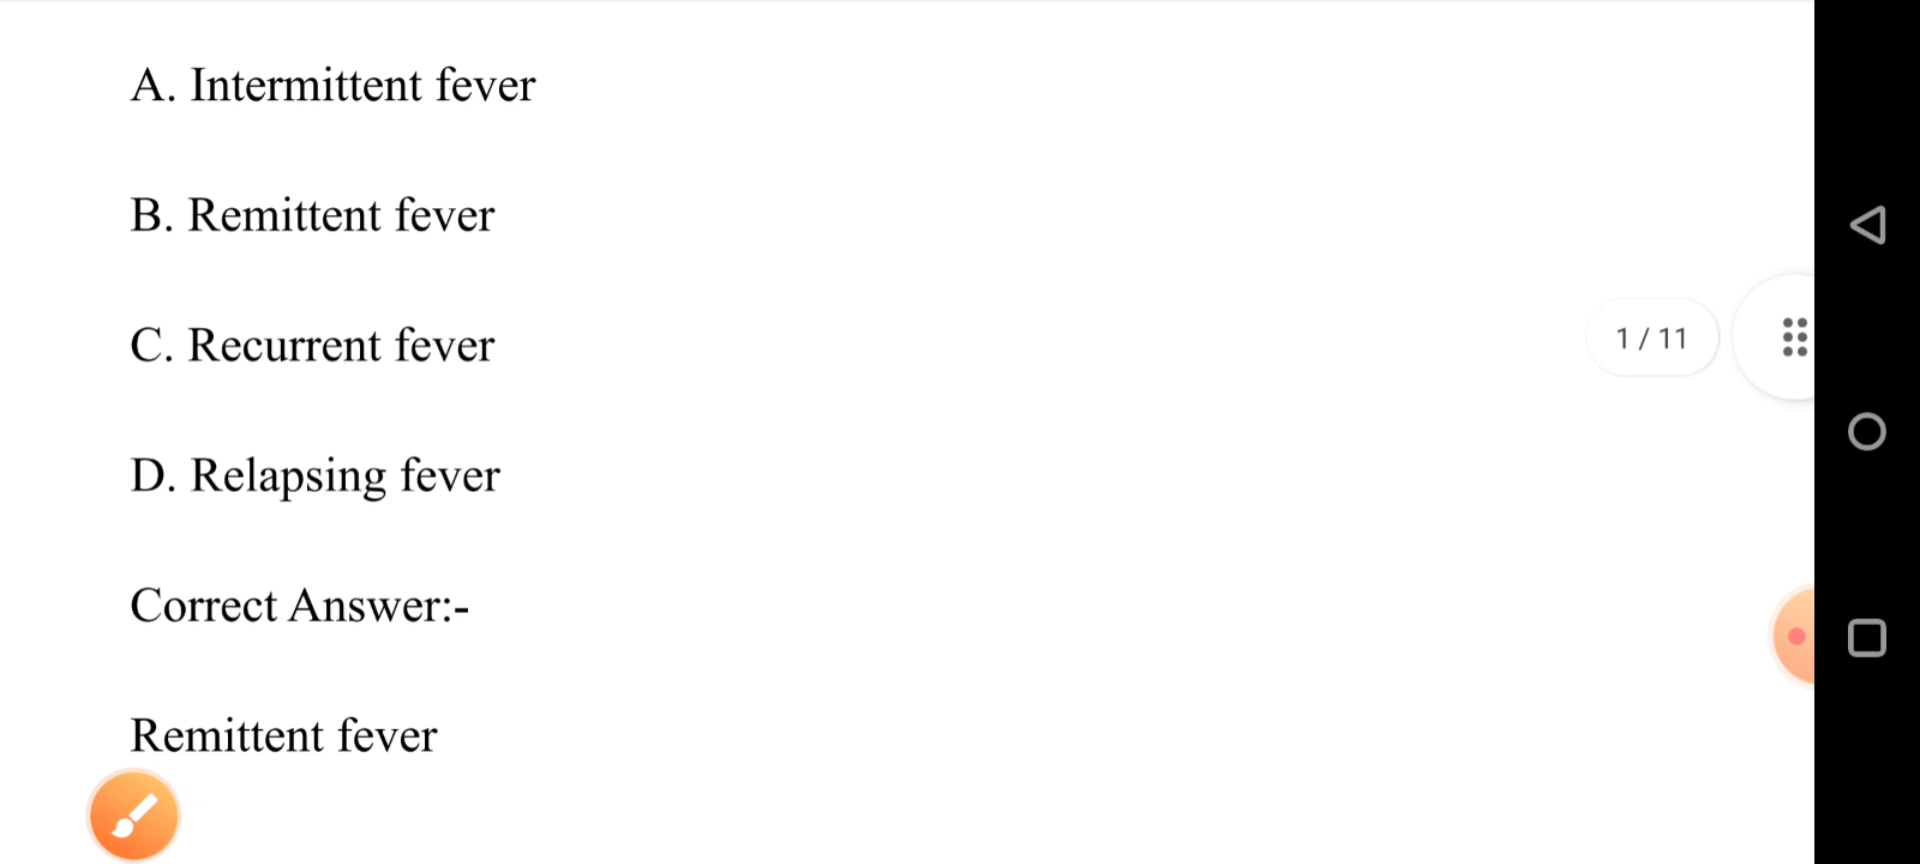 A. Intermittent fever
B. Remittent fever
1 / 11
C. Recurrent fever
D. Relapsing fever
Correct Answer:-
Remittent fever